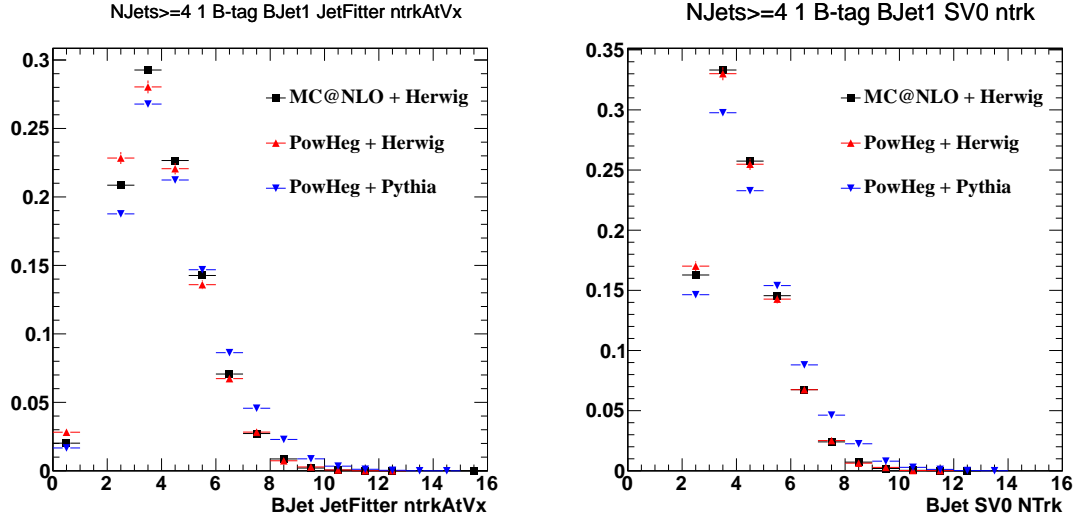 NJets>=4 1 B-tag BJet1 JetFitter ntrkAtVx
0.3
0.25
0.2
0.15
0.1
0.05
0
MC@NLO + Herwig
PowHeg + Herwig
PowHeg + Pythia
0 2 4 6 8 10 12 14 16
BJet JetFitter ntrkAtVx
NJets>=4 1 B-tag BJet1 SV0 ntrk
0.35
0.3
0.25
0.2
0.15
0.1
0.05
0
MC@NLO + Herwig
PowHeg + Herwig
PowHeg + Pythia
0 2 4 6 8 10 12 14 16
BJet SV0 NTrk